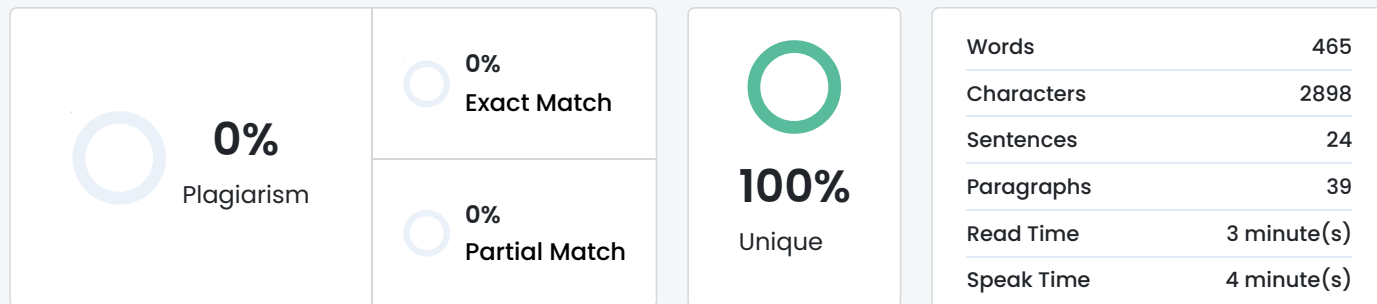 0%
Plagiarism
0%
Exact Match
0%
Partial Match
100%
Unique
Words 465
Characters 2898
Sentences 24
Paragraphs 39
Read Time 3 minute(s)
Speak Time 4 minute(s)